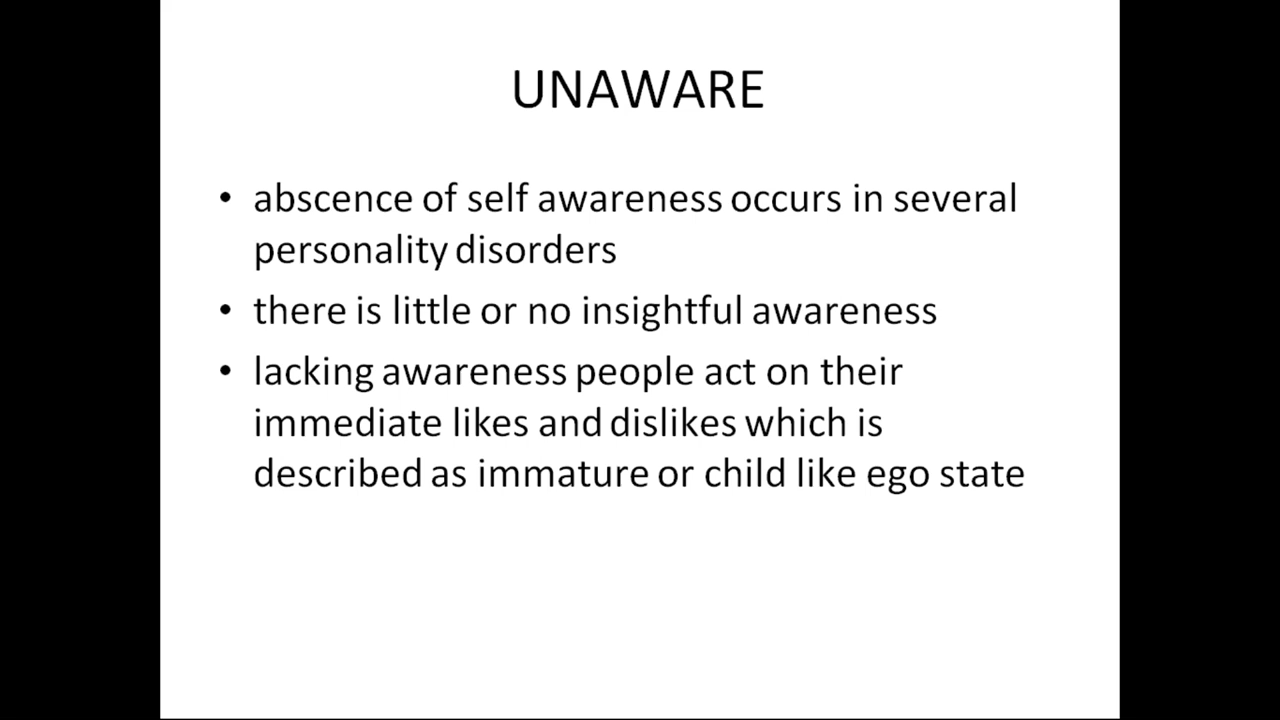 UNAWARE
• abscence of self awareness occurs in several
personality disorders
• there is little or no insightful awareness
• lacking awareness people act on their
immediate likes and dislikes which is
described as immature or child like ego state